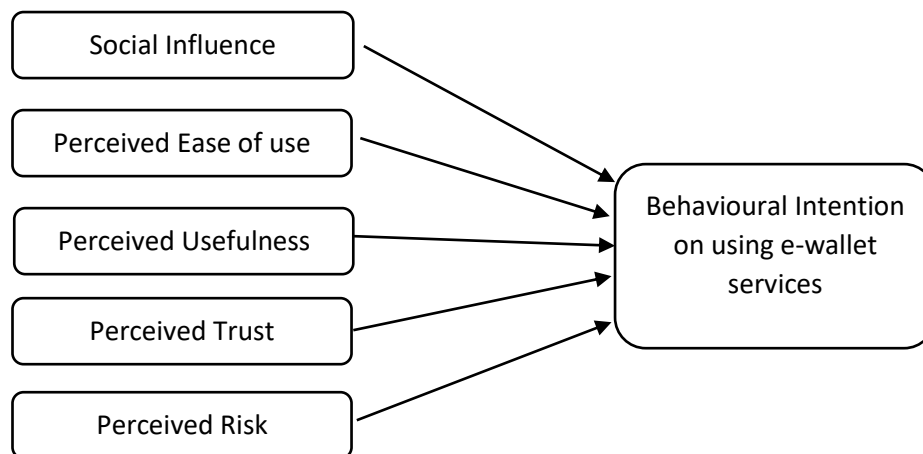 Social Influence
Perceived Ease of use
Perceived Usefulness
Perceived Trust
Perceived Risk
Behavioural Intention
on using e-wallet
services